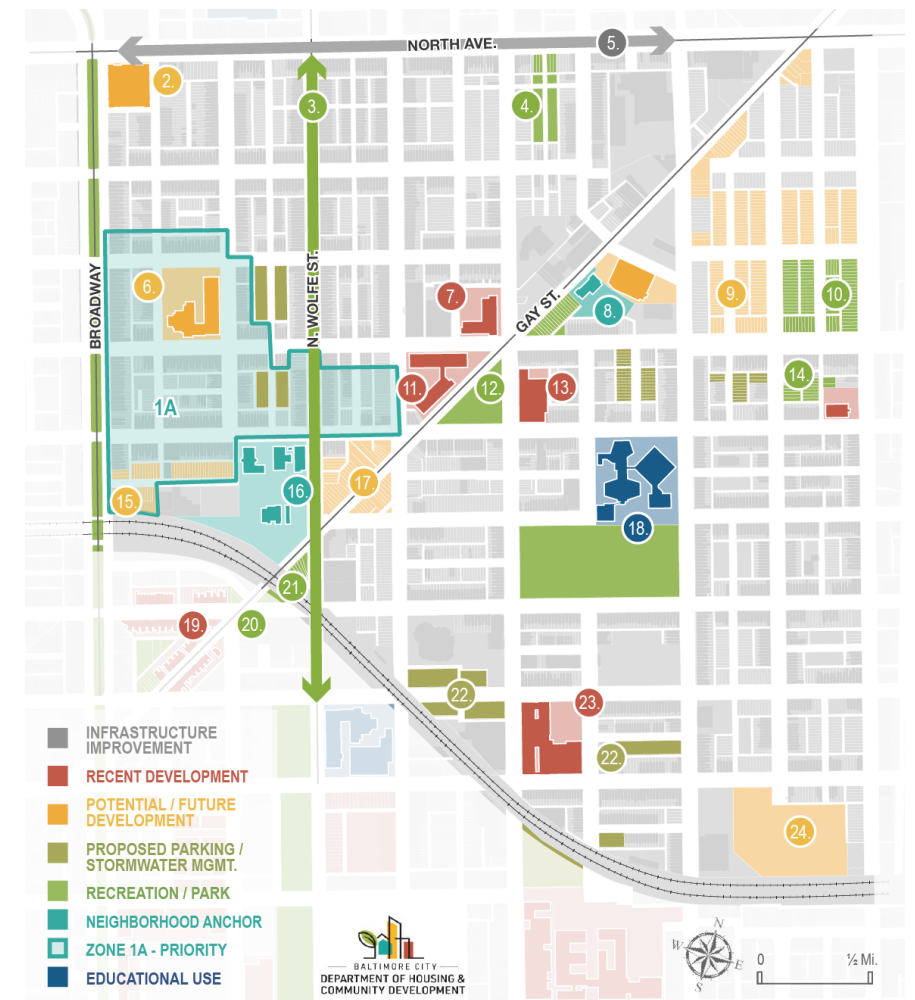 NORTH AVE.
5.
2.
3.
4.
BROADWAY
N. WOLFE ST.
GAY ST.
6.
7.
8.
9.
10.
1A
11.
12.
13.
14.
15.
16.
17.
18.
19.
20.
21.
22.
23.
22.
24.
INFRASTRUCTURE
IMPROVEMENT
RECENT DEVELOPMENT
POTENTIAL / FUTURE
DEVELOPMENT
PROPOSED PARKING /
STORMWATER MGMT.
RECREATION / PARK
NEIGHBORHOOD ANCHOR
ZONE 1A - PRIORITY
EDUCATIONAL USE
BALTIMORE CITY
DEPARTMENT OF HOUSING &
COMMUNITY DEVELOPMENT
N
W
E
S
0
½ Mi.